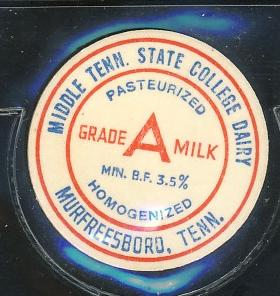 MIDDLE TENN. STATE COLLEGE DAIRY
PASTEURIZED
GRADE A MILK
MIN. B.F. 3.5%
HOMOGENIZED
MURFREESBORO, TENN.